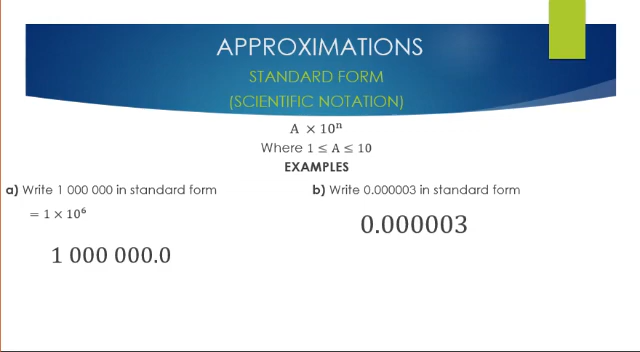 APPROXIMATIONS
STANDARD FORM
(SCIENTIFIC NOTATION)
A × 10ⁿ
Where 1 ≤ A ≤ 10
EXAMPLES
a) Write 1 000 000 in standard form
= 1 × 10⁶
1 000 000.0
b) Write 0.000003 in standard form
0.000003